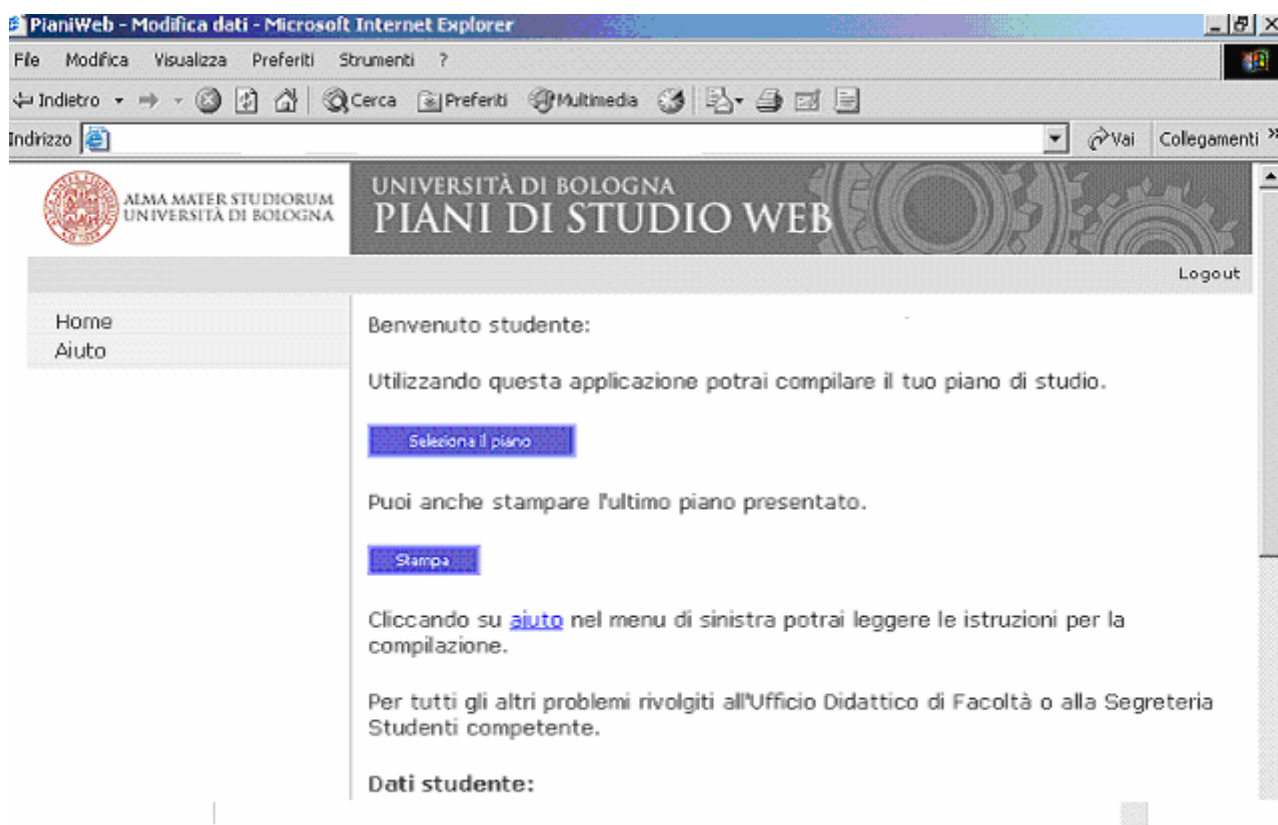 PianiWeb - Modifica dati - Microsoft Internet Explorer
File Modifica Visualizza Preferiti Strumenti ?
Indietro Cerca Preferiti Multimedia
Indirizzo Vai Collegamenti »
ALMA MATER STUDIORUM
UNIVERSITÀ DI BOLOGNA
UNIVERSITÀ DI BOLOGNA
PIANI DI STUDIO WEB
Logout
Home
Aiuto
Benvenuto studente:
Utilizzando questa applicazione potrai compilare il tuo piano di studio.
Seleziona il piano
Puoi anche stampare l'ultimo piano presentato.
Stampa
Cliccando su aiuto nel menu di sinistra potrai leggere le istruzioni per la
compilazione.
Per tutti gli altri problemi rivolgiti all'Ufficio Didattico di Facoltà o alla Segreteria
Studenti competente.
Dati studente: